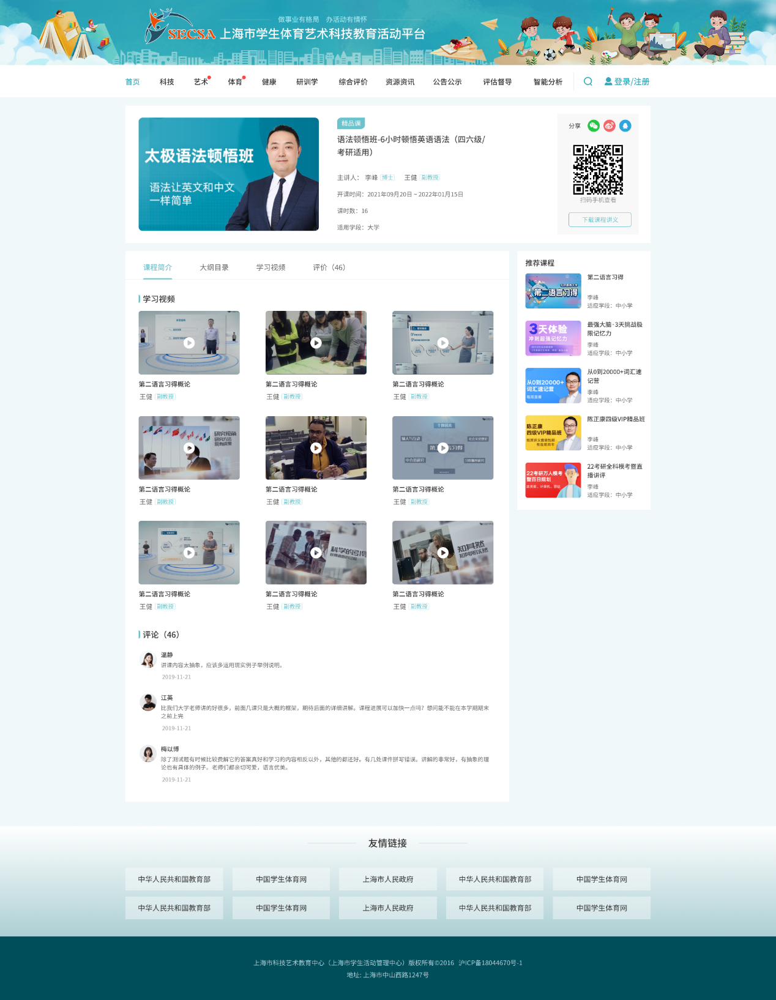 做事业有格局 办活动有情怀
SECSA 上海市学生体育艺术科技教育活动平台
首页 科技 艺术 体育 健康 研训学 综合评价 资源资讯 公告公示 评估督导 智能分析 登录/注册
太极语法顿悟班
语法让英文和中文
一样简单
精品课
语法顿悟班-6小时顿悟英语语法（四六级/
考研适用）
主讲人： 李峰 博士 王健 副教授
开课时间：2021年09月20日 ~ 2022年01月15日
课时数：16
适用学段：大学
分享
扫码手机查看
下载课程讲义
课程简介 大纲目录 学习视频 评价（46）
学习视频
第二语言习得概论 第二语言习得概论 第二语言习得概论
王健 副教授 王健 副教授 王健 副教授
研究视角
研究方法
现有成果
个体因素
输入与互动
社会文化理论
中介语研究
第二语言习得概论 第二语言习得概论 第二语言习得概论
王健 副教授 王健 副教授 王健 副教授
科学的引导
知其然
知其所以然
第二语言习得概论 第二语言习得概论 第二语言习得概论
王健 副教授 王健 副教授 王健 副教授
评论（46）
温静
讲课内容太抽象，应该多运用现实例子举例说明。
2019-11-21
江英
比我们大学老师讲的好很多，前面几课只是大概的框架，期待后面的详细讲解。课程进展可以加快一点吗？想问能不能在本学期期末
之前上完
2019-11-21
梅以博
除了测试题有时候比较费解它的答案真好和学习的内容相反以外，其他的都还好。有几处课件拼写错误。讲解的非常好，有抽象的理
论也有具体的例子。老师们都亲切可爱，语言优美。
2019-11-21
推荐课程
第二语言习得
第二语言习得
李峰
适应学段：中小学
3天体验
冲刺超强记忆力
最强大脑·3天挑战极
限记忆力
李峰
适应学段：中小学
从0到20000+
词汇速记营
每周直播
从0到20000+词汇速
记营
李峰
适应学段：中小学
陈正康
四级VIP精品班
纸质讲义套装包邮
有效期四年
陈正康四级VIP精品班
李峰
适应学段：中小学
22考研万人模考
暨百日规划
22考研全科模考暨直
播讲评
李峰
适应学段：中小学
友情链接
中华人民共和国教育部 中国学生体育网 上海市人民政府 中华人民共和国教育部 中国学生体育网
中华人民共和国教育部 中国学生体育网 上海市人民政府 中华人民共和国教育部 中国学生体育网
上海市科技艺术教育中心（上海市学生活动管理中心）版权所有©2016 沪ICP备18044670号-1
地址: 上海市中山西路1247号